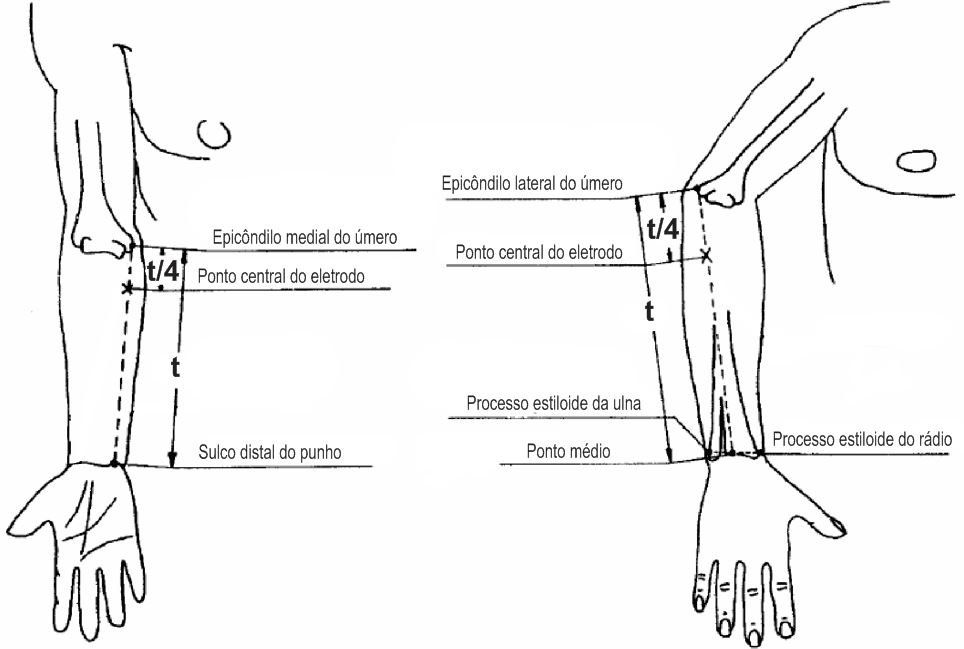 Epicôndilo medial do úmero
t/4
Ponto central do eletrodo
t
Sulco distal do punho
Epicôndilo lateral do úmero
t/4
Ponto central do eletrodo
t
Processo estiloide da ulna
Ponto médio
Processo estiloide do rádio